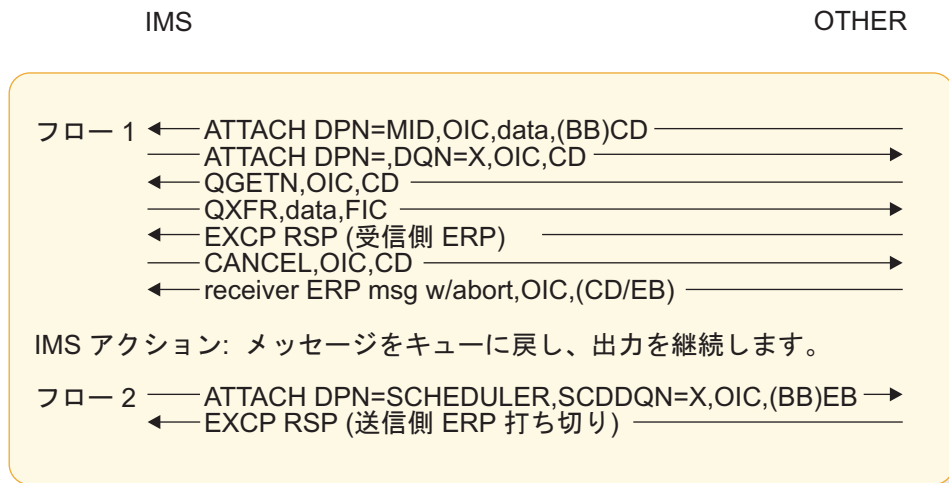 IMS OTHER
フロー 1 ATTACH DPN=MID,OIC,data,(BB)CD
ATTACH DPN=,DQN=X,OIC,CD
QGETN,OIC,CD
QXFR,data,FIC
EXCP RSP (受信側 ERP)
CANCEL,OIC,CD
receiver ERP msg w/abort,OIC,(CD/EB)
IMS アクション: メッセージをキューに戻し、出力を継続します。
フロー 2 ATTACH DPN=SCHEDULER,SCDDQN=X,OIC,(BB)EB
EXCP RSP (送信側 ERP 打ち切り)